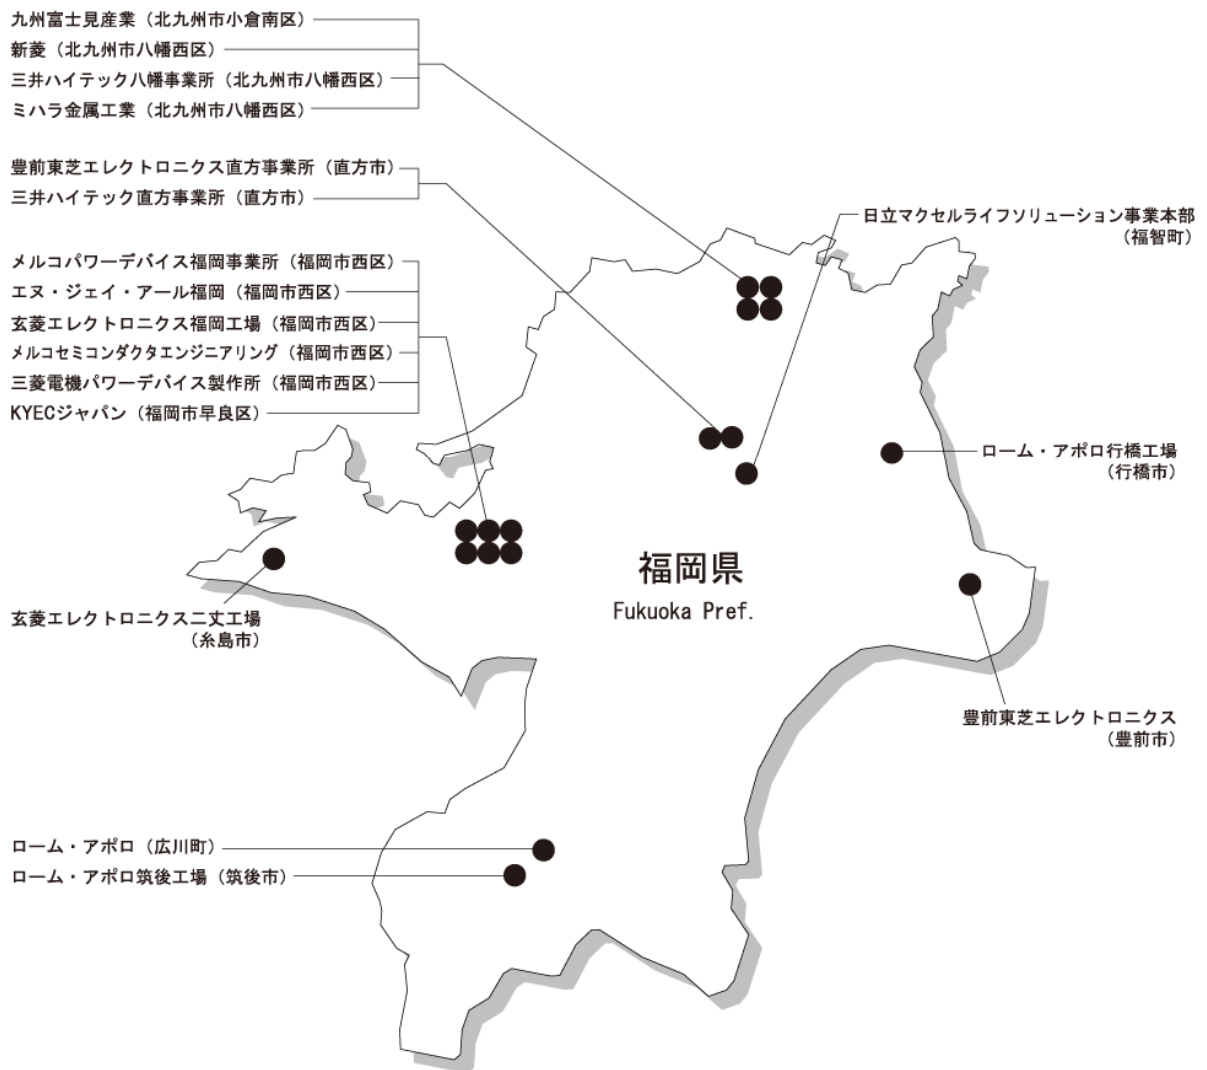 九州富士見産業（北九州市小倉南区）
新菱（北九州市八幡西区）
三井ハイテック八幡事業所（北九州市八幡西区）
ミハラ金属工業（北九州市八幡西区）
豊前東芝エレクトロニクス直方事業所（直方市）
三井ハイテック直方事業所（直方市）
日立マクセルライフソリューション事業本部
（福智町）
メルコパワーデバイス福岡事業所（福岡市西区）
エヌ・ジェイ・アール福岡（福岡市西区）
玄菱エレクトロニクス福岡工場（福岡市西区）
メルコセミコンダクタエンジニアリング（福岡市西区）
三菱電機パワーデバイス製作所（福岡市西区）
KYECジャパン（福岡市早良区）
ローム・アポロ行橋工場
（行橋市）
福岡県
Fukuoka Pref.
玄菱エレクトロニクス二丈工場
（糸島市）
豊前東芝エレクトロニクス
（豊前市）
ローム・アポロ（広川町）
ローム・アポロ筑後工場（筑後市）